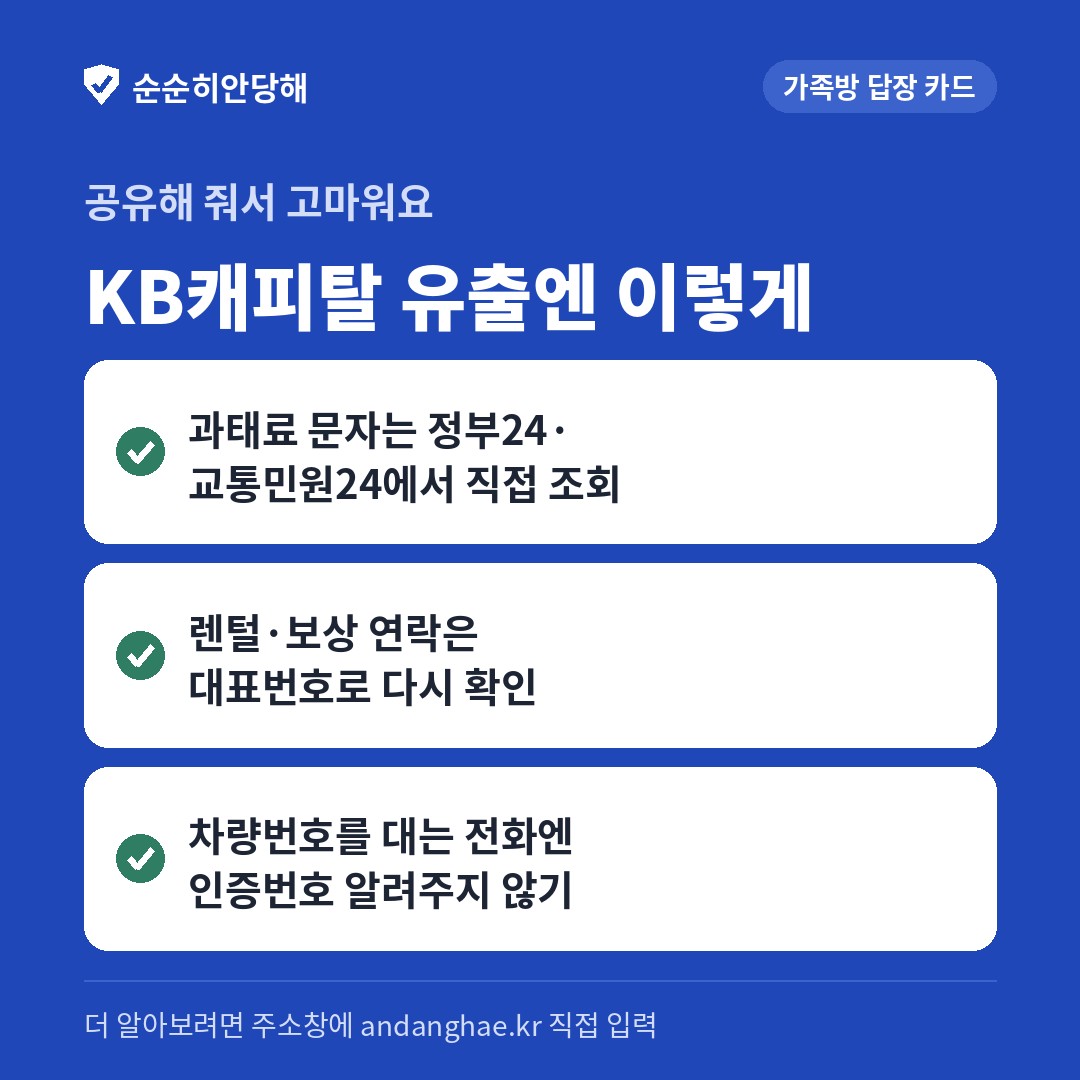 순순히안당해
가족방 답장 카드
공유해 줘서 고마워요
KB캐피탈 유출엔 이렇게
과태료 문자는 정부24·
교통민원24에서 직접 조회
렌털·보상 연락은
대표번호로 다시 확인
차량번호를 대는 전화엔
인증번호 알려주지 않기
더 알아보려면 주소창에 andanghae.kr 직접 입력